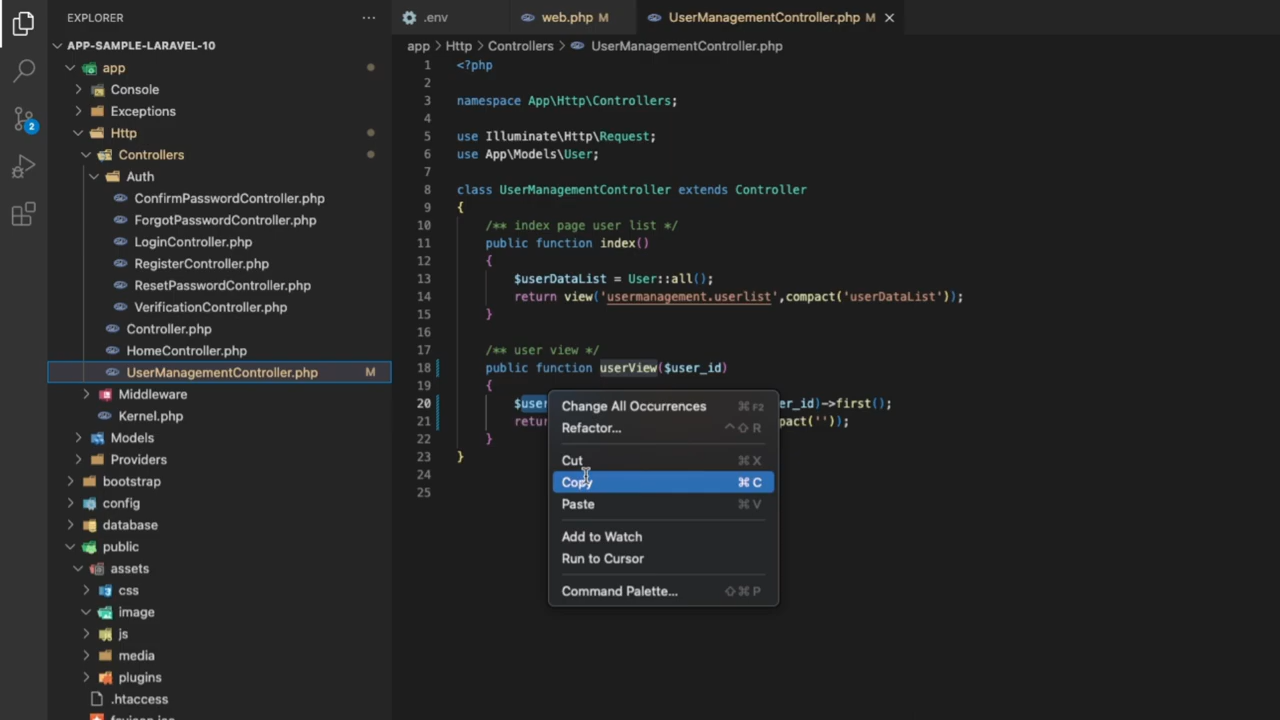 EXPLORER
APP-SAMPLE-LARAVEL-10
app
Console
Exceptions
Http
Controllers
Auth
ConfirmPasswordController.php
ForgotPasswordController.php
LoginController.php
RegisterController.php
ResetPasswordController.php
VerificationController.php
Controller.php
HomeController.php
UserManagementController.php M
Middleware
Kernel.php
Models
Providers
bootstrap
config
database
public
assets
css
image
js
media
plugins
.htaccess
2
.env
web.php M
UserManagementController.php M
app > Http > Controllers > UserManagementController.php
1 <?php
2
3 namespace App\Http\Controllers;
4
5 use Illuminate\Http\Request;
6 use App\Models\User;
7
8 class UserManagementController extends Controller
9 {
10 /** index page user list */
11 public function index()
12 {
13 $userDataList = User::all();
14 return view('usermanagement.userlist',compact('userDataList'));
15 }
16
17 /** user view */
18 public function userView($user_id)
19 {
20 $user er_id)->first();
21 retur pact(''));
22 }
23 }
24
25
Change All Occurrences ⌘F2
Refactor... ⌃⇧R
Cut ⌘X
Copy ⌘C
Paste ⌘V
Add to Watch
Run to Cursor
Command Palette... ⇧⌘P